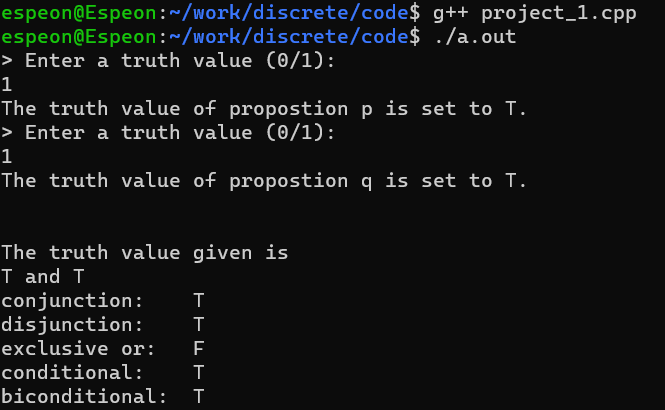 espeon@Espeon:~/work/discrete/code$ g++ project_1.cpp
espeon@Espeon:~/work/discrete/code$ ./a.out
> Enter a truth value (0/1):
1
The truth value of propostion p is set to T.
> Enter a truth value (0/1):
1
The truth value of propostion q is set to T.
The truth value given is
T and T
conjunction:    T
disjunction:    T
exclusive or:   F
conditional:    T
biconditional:  T